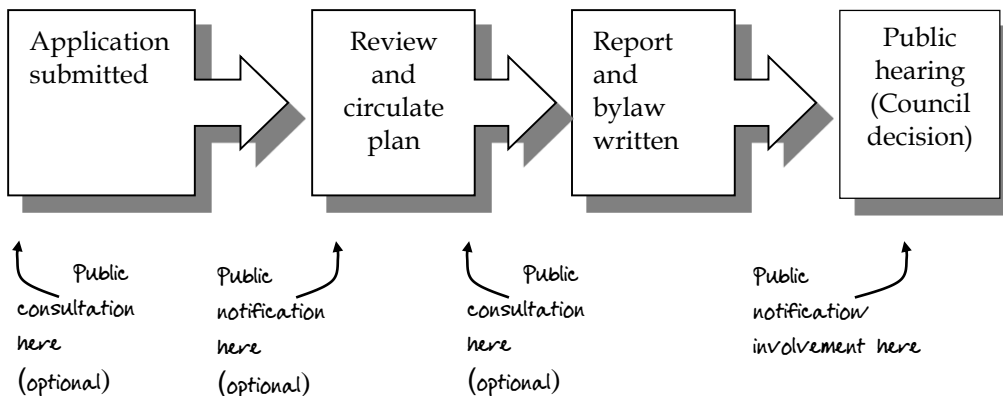 Application
submitted
Review
and
circulate
plan
Report
and
bylaw
written
Public
hearing
(Council
decision)
Public
consultation
here
(optional)
Public
notification
here
(optional)
Public
consultation
here
(optional)
Public
notification/
involvement here